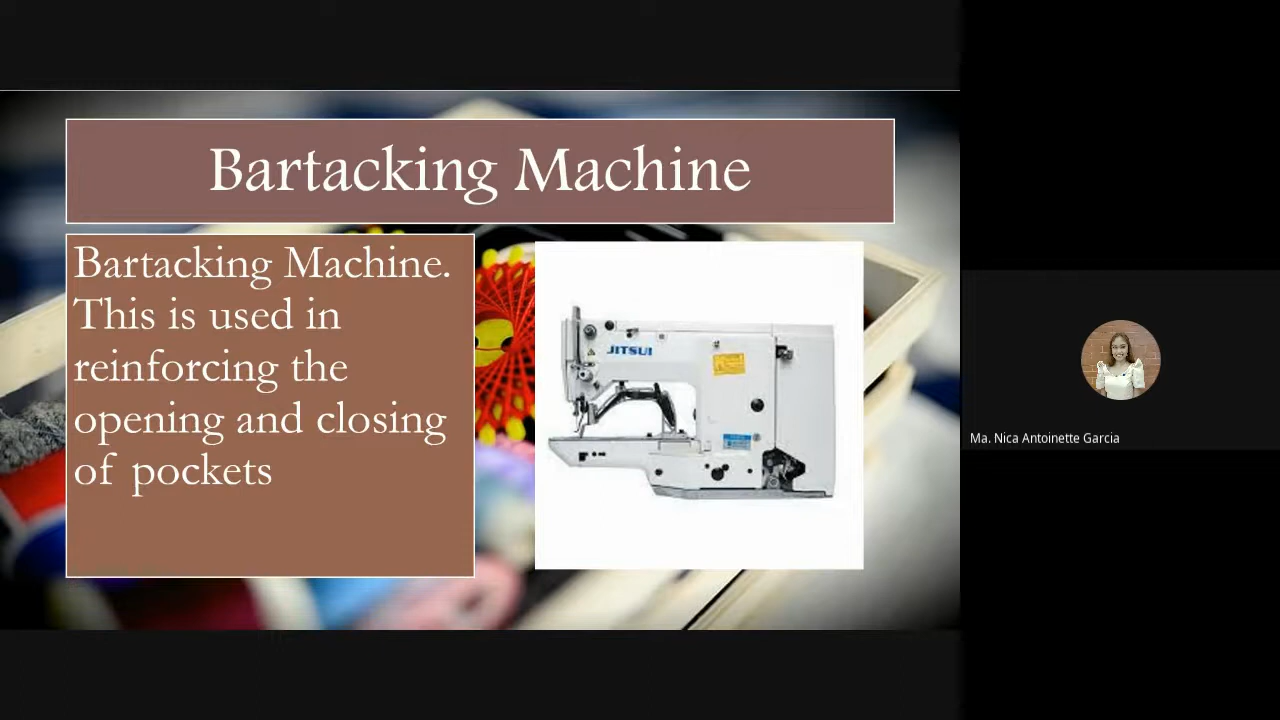 Bartacking Machine
Bartacking Machine.
This is used in
reinforcing the
opening and closing
of pockets
JITSUI
Ma. Nica Antoinette Garcia